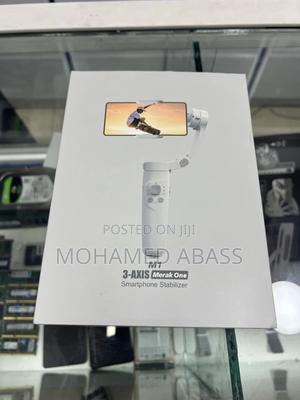 POSTED ON JIJI
MOHAMED ABASS
M1
3-AXIS Merak One
Smartphone Stabilizer